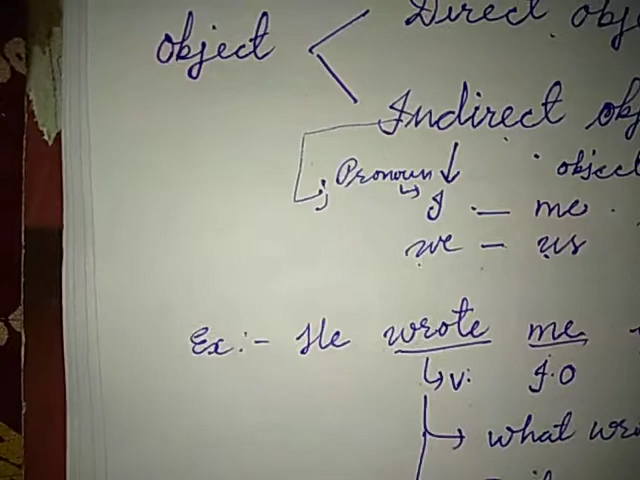 Direct obj
Object
Indirect obj
Pronoun . object
I — me .
we — us
Ex:- He wrote me
v. I.O
what wr